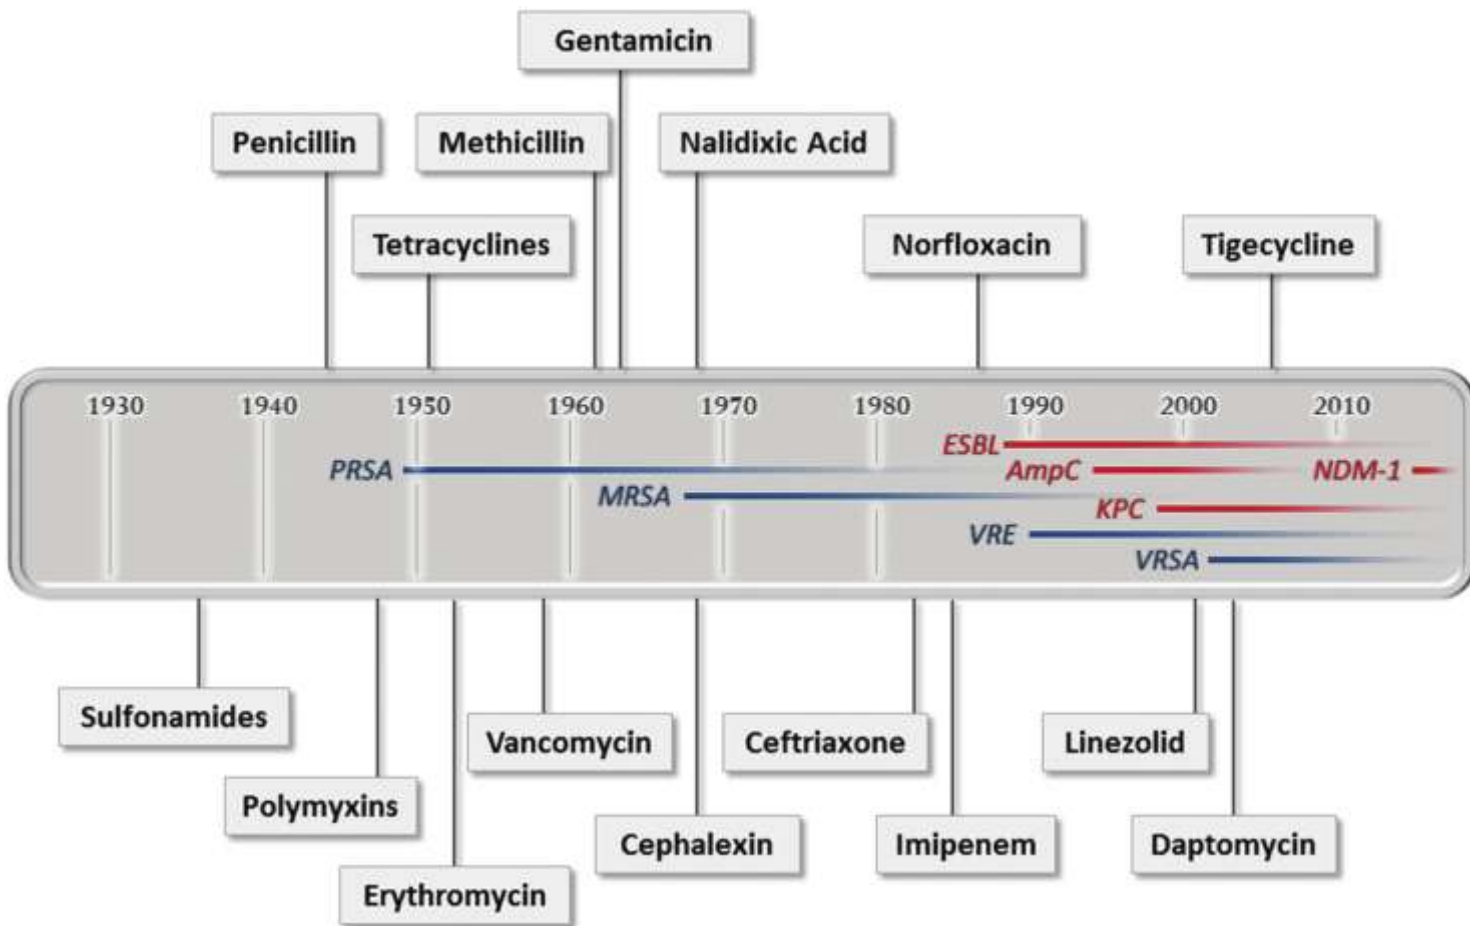 Gentamicin
Penicillin
Methicillin
Nalidixic Acid
Tetracyclines
Norfloxacin
Tigecycline
1930 1940 1950 1960 1970 1980 1990 2000 2010
ESBL
PRSA AmpC NDM-1
MRSA
KPC
VRE
VRSA
Sulfonamides
Vancomycin
Ceftriaxone
Linezolid
Polymyxins
Cephalexin
Imipenem
Daptomycin
Erythromycin